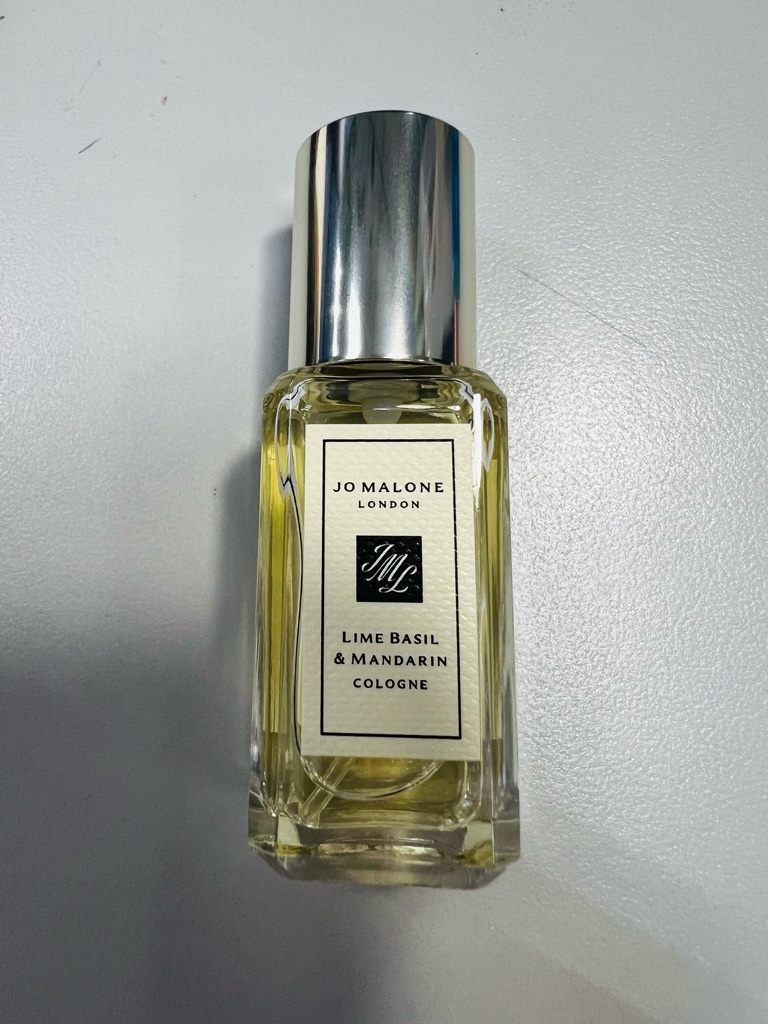 JO MALONE
LONDON
JML
LIME BASIL
& MANDARIN
COLOGNE